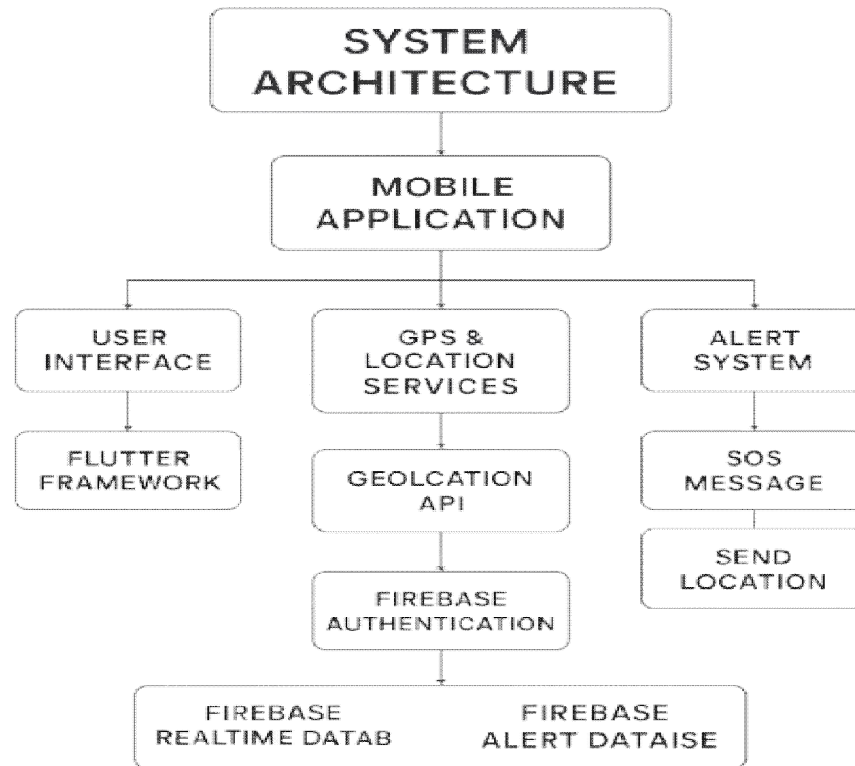 SYSTEM
ARCHITECTURE
MOBILE
APPLICATION
USER
INTERFACE
GPS &
LOCATION
SERVICES
ALERT
SYSTEM
FLUTTER
FRAMEWORK
GEOLCATION
API
SOS
MESSAGE
SEND
LOCATION
FIREBASE
AUTHENTICATION
FIREBASE
REALTIME DATAB
FIREBASE
ALERT DATAISE